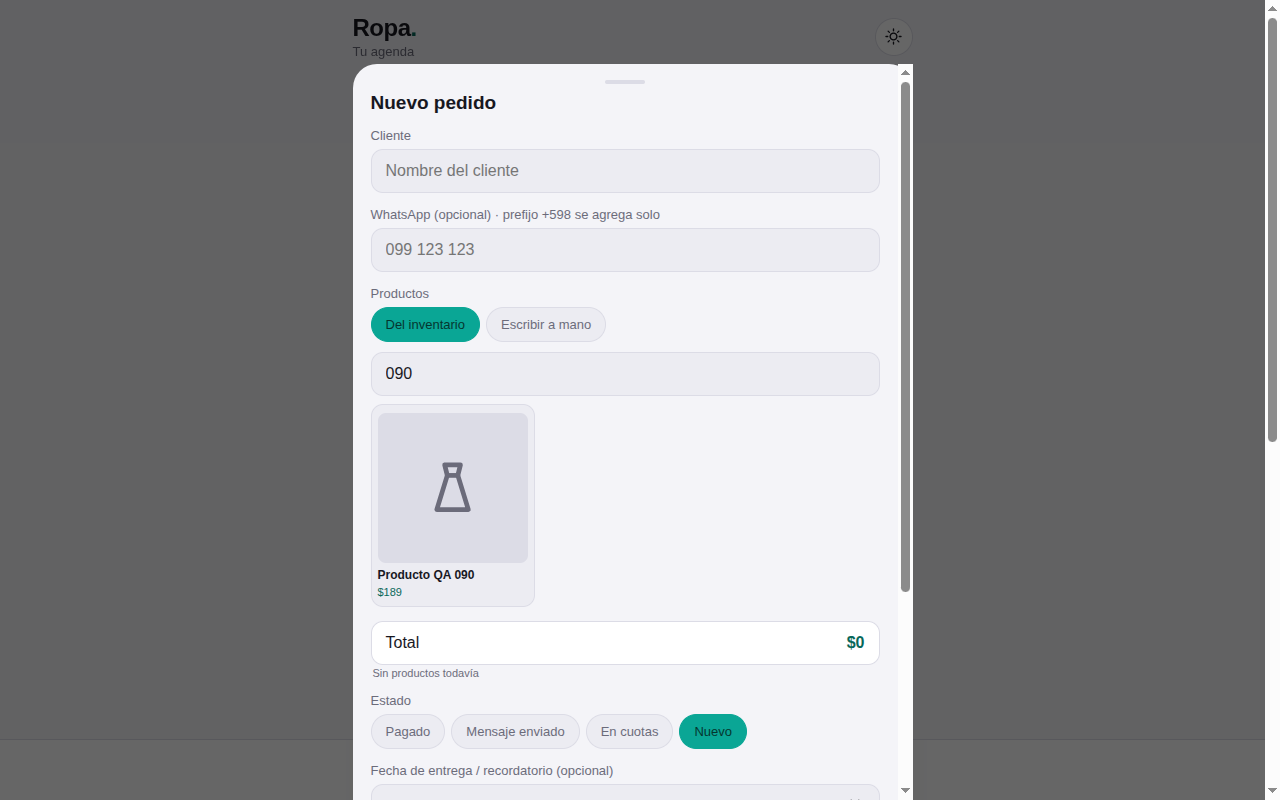 Ropa.
Tu agenda
Nuevo pedido
Cliente
Nombre del cliente
WhatsApp (opcional) · prefijo +598 se agrega solo
099 123 123
Productos
Del inventario
Escribir a mano
090
Producto QA 090
$189
Total
$0
Sin productos todavía
Estado
Pagado
Mensaje enviado
En cuotas
Nuevo
Fecha de entrega / recordatorio (opcional)